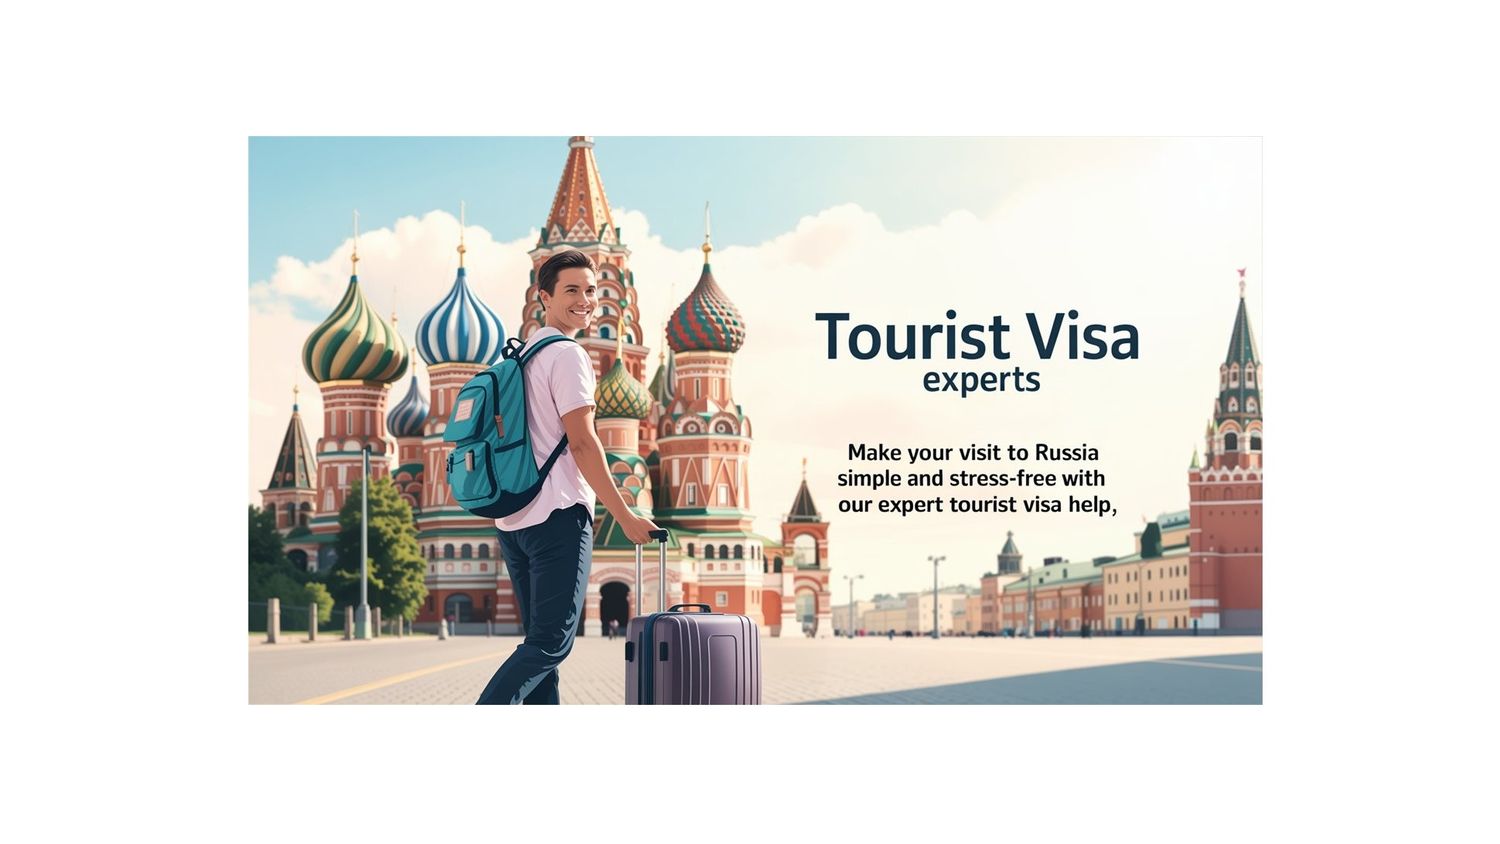 Tourist Visa
experts
Make your visit to Russia
simple and stress-free with
our expert tourist visa help,